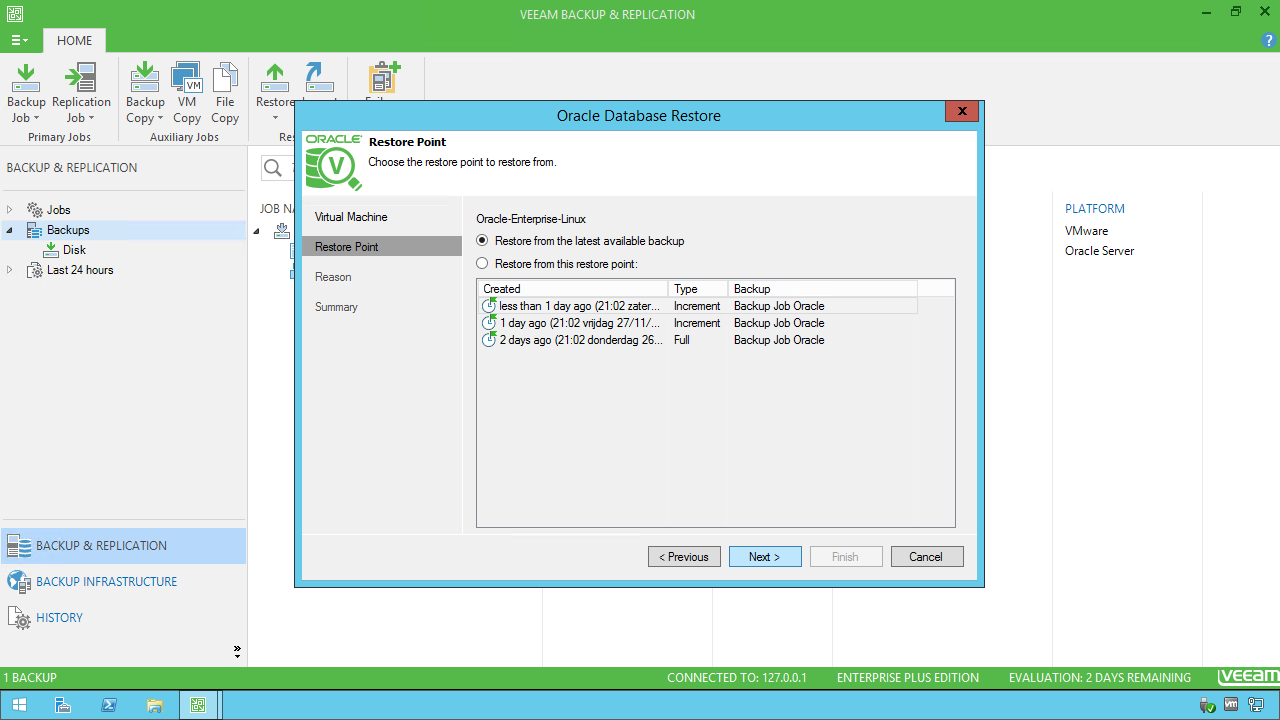 VEEAM BACKUP & REPLICATION
HOME
Backup Job
Replication Job
Backup Copy
VM Copy
File Copy
Restore
Primary Jobs
Auxiliary Jobs
BACKUP & REPLICATION
Jobs
Backups
Disk
Last 24 hours
BACKUP & REPLICATION
BACKUP INFRASTRUCTURE
HISTORY
PLATFORM
VMware
Oracle Server
Oracle Database Restore
X
ORACLE
V
Restore Point
Choose the restore point to restore from.
Virtual Machine
Restore Point
Reason
Summary
Oracle-Enterprise-Linux
Restore from the latest available backup
Restore from this restore point:
Created Type Backup
less than 1 day ago (21:02 zater... Increment Backup Job Oracle
1 day ago (21:02 vrijdag 27/11/... Increment Backup Job Oracle
2 days ago (21:02 donderdag 26... Full Backup Job Oracle
< Previous
Next >
Finish
Cancel
1 BACKUP
CONNECTED TO: 127.0.0.1
ENTERPRISE PLUS EDITION
EVALUATION: 2 DAYS REMAINING
veeam